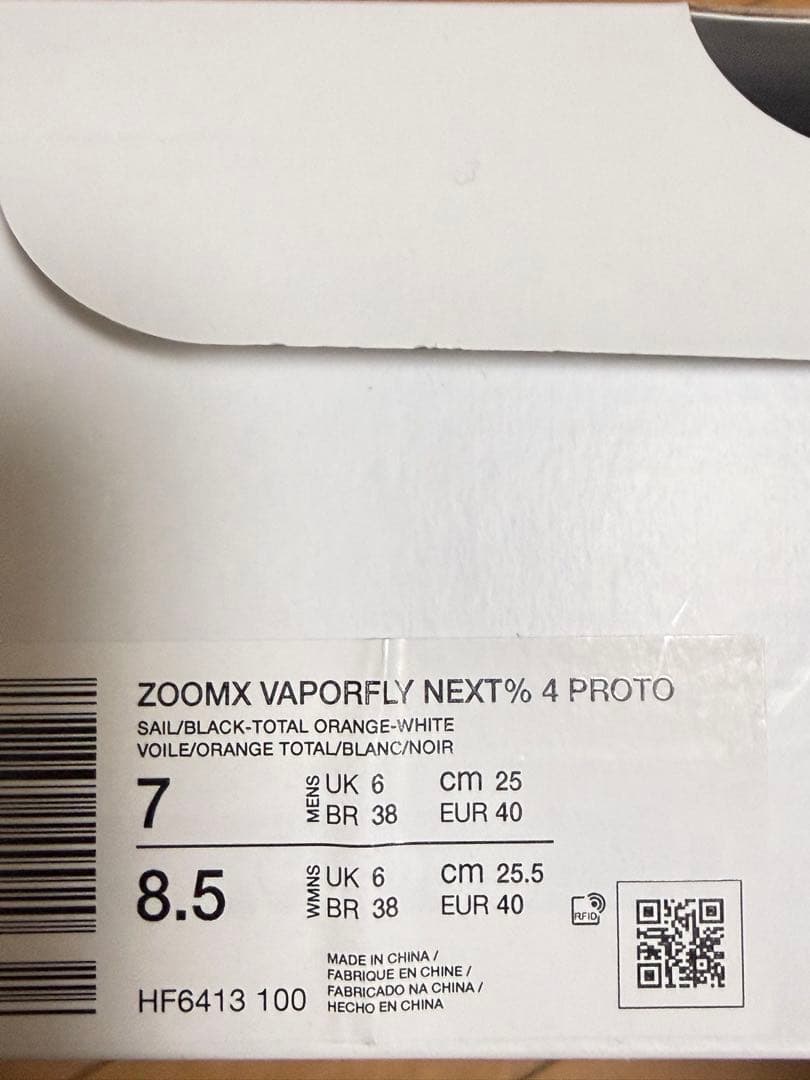 ZOOMX VAPORFLY NEXT% 4 PROTO
SAIL/BLACK-TOTAL ORANGE-WHITE
VOILE/ORANGE TOTAL/BLANC/NOIR
7 MENS UK 6 cm 25
BR 38 EUR 40
8.5 WMNS UK 6 cm 25.5
BR 38 EUR 40
RFID
MADE IN CHINA /
FABRIQUE EN CHINE /
FABRICADO NA CHINA /
HECHO EN CHINA
HF6413 100